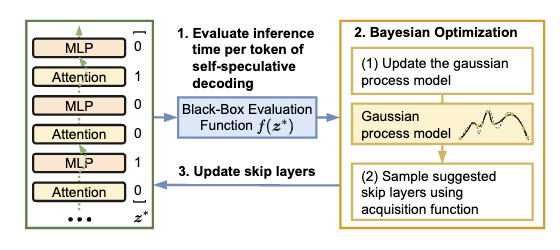 [
MLP 0
Attention 1
MLP 0
Attention 0
MLP 1
Attention 0
]
••• z*
1. Evaluate inference
time per token of
self-speculative
decoding
Black-Box Evaluation
Function f(z*)
3. Update skip layers
2. Bayesian Optimization
(1) Update the gaussian
process model
Gaussian
process model
(2) Sample suggested
skip layers using
acquisition function